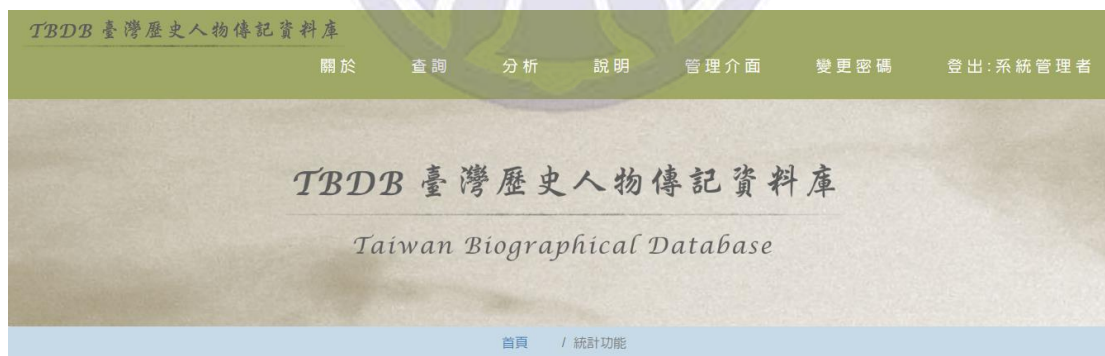 TBDB 臺灣歷史人物傳記資料庫
關於 查詢 分析 說明 管理介面 變更密碼 登出:系統管理者
TBDB 臺灣歷史人物傳記資料庫
Taiwan Biographical Database
首頁 / 統計功能